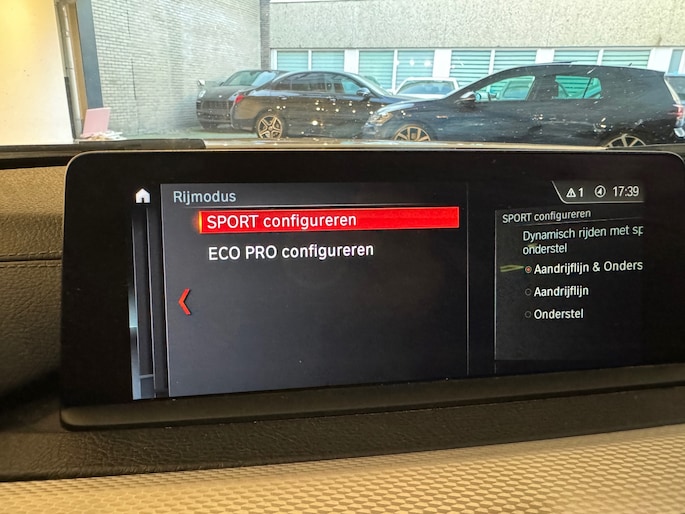 Rijmodus
1 17:39
SPORT configureren
ECO PRO configureren
SPORT configureren
Dynamisch rijden met sp
onderstel
Aandrijflijn & Onders
Aandrijflijn
Onderstel